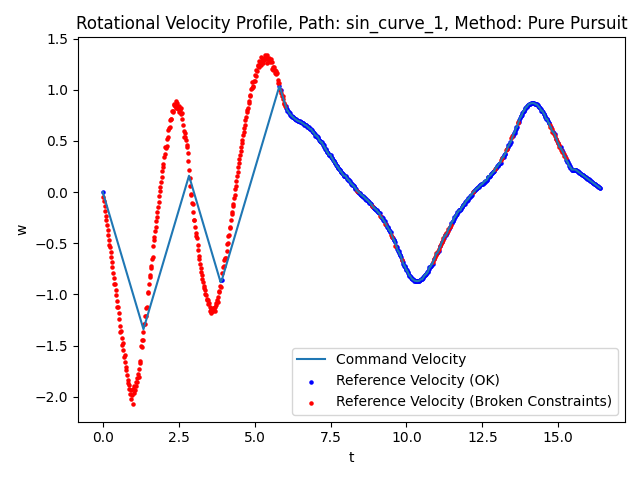 Rotational Velocity Profile, Path: sin_curve_1, Method: Pure Pursuit
1.5
1.0
0.5
0.0
−0.5
−1.0
−1.5
−2.0
w
0.0 2.5 5.0 7.5 10.0 12.5 15.0
t
Command Velocity
Reference Velocity (OK)
Reference Velocity (Broken Constraints)